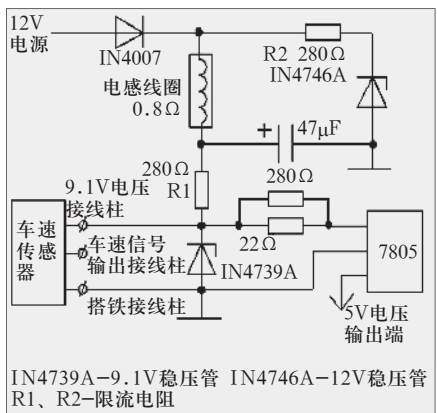 12V
电源
IN4007
R2 280Ω
IN4746A
电感线圈
0.8Ω
47μF
280Ω
R1
280Ω
9.1V电压
接线柱
车速
传感
器
车速信号
输出接线柱
22Ω
IN4739A
7805
搭铁接线柱
5V电压
输出端
IN4739A-9.1V稳压管 IN4746A-12V稳压管
R1、R2-限流电阻